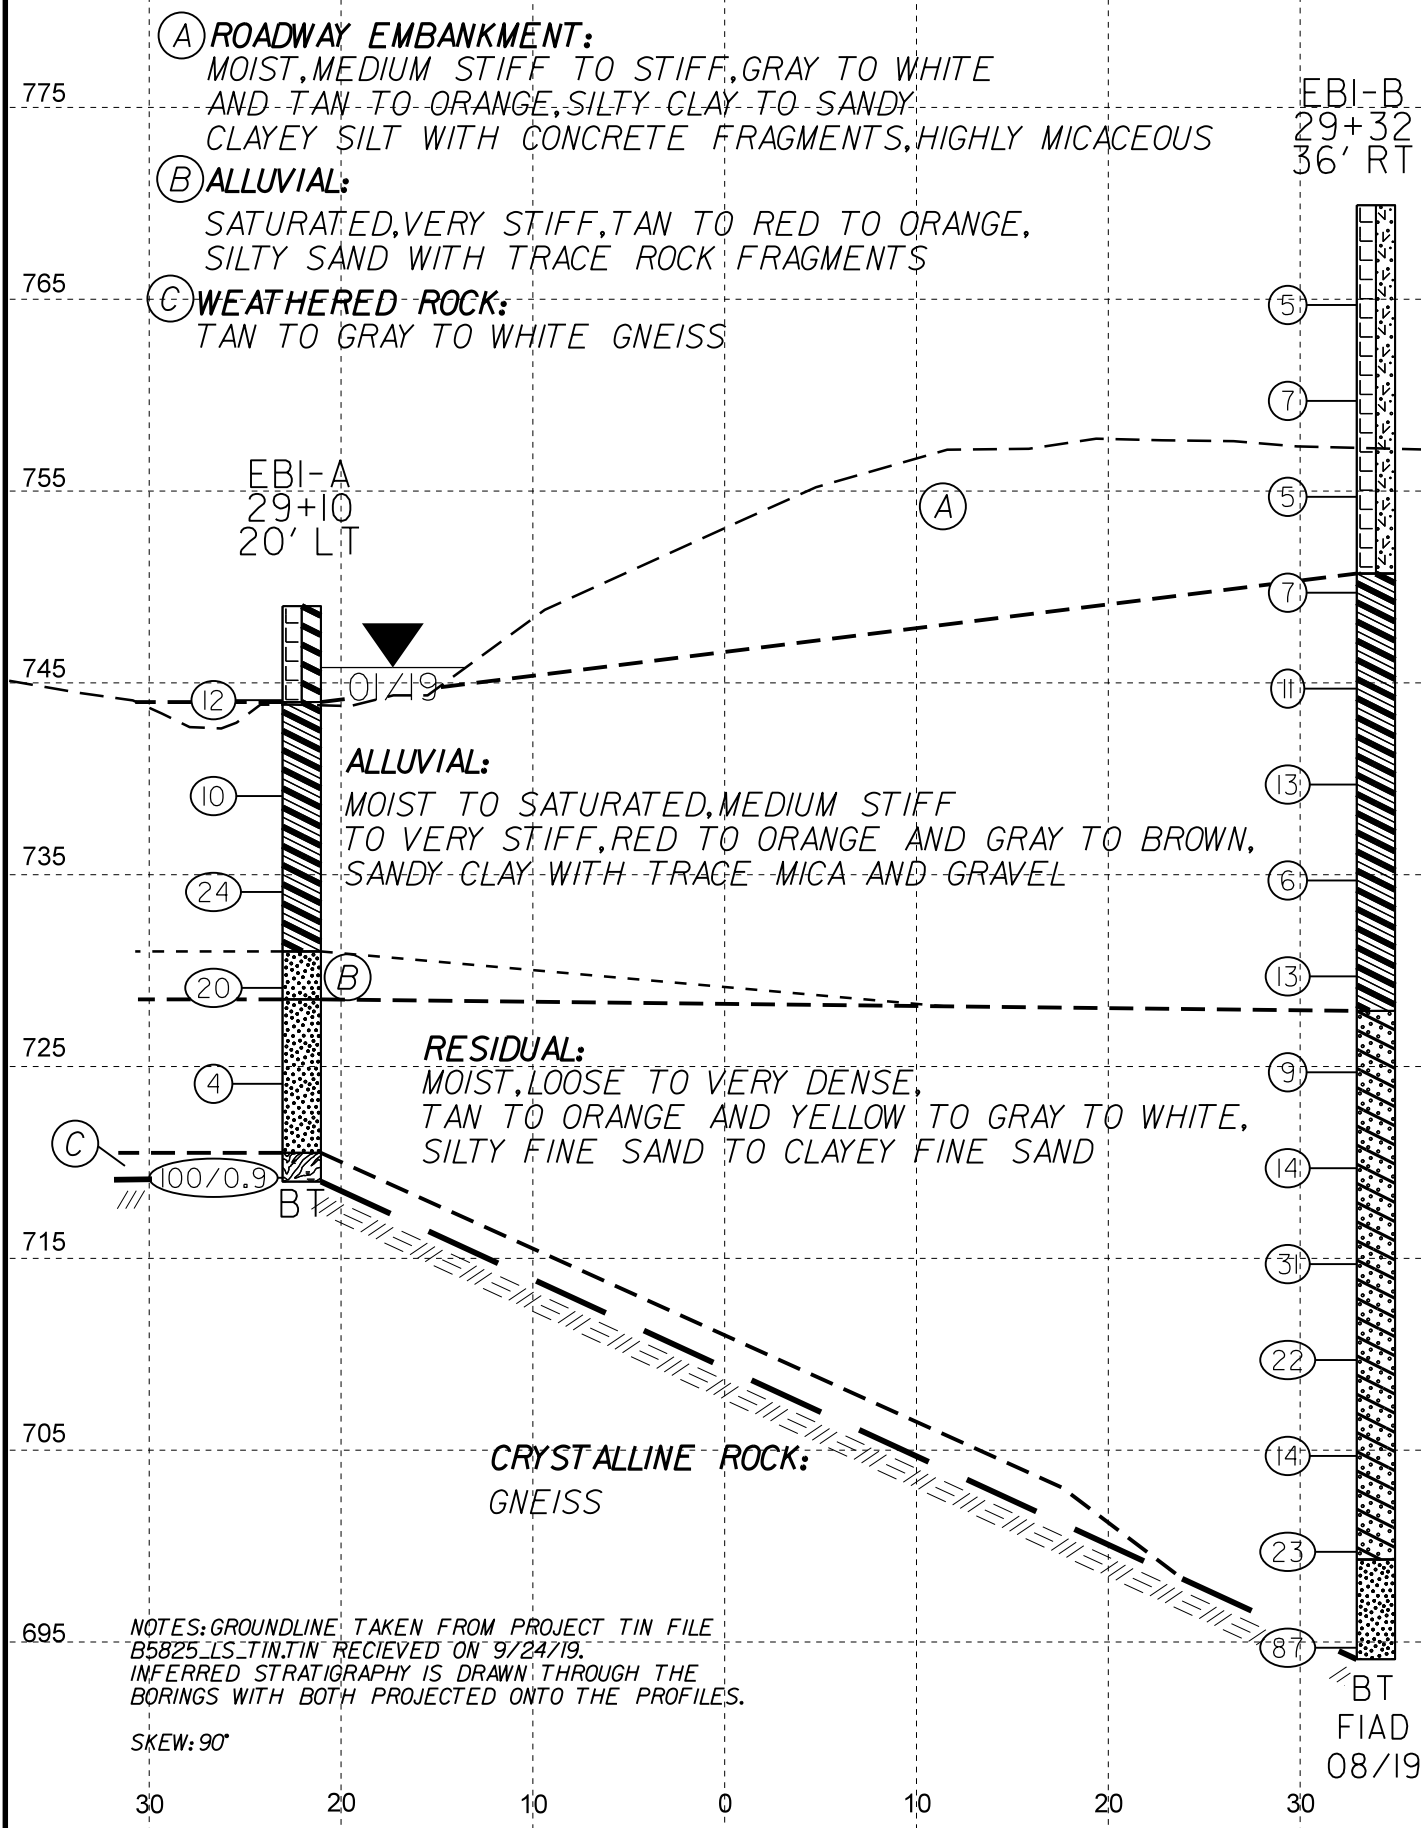 A ROADWAY EMBANKMENT:
MOIST, MEDIUM STIFF TO STIFF, GRAY TO WHITE
AND TAN TO ORANGE, SILTY CLAY TO SANDY
CLAYEY SILT WITH CONCRETE FRAGMENTS, HIGHLY MICACEOUS
B ALLUVIAL:
SATURATED, VERY STIFF, TAN TO RED TO ORANGE,
SILTY SAND WITH TRACE ROCK FRAGMENTS
C WEATHERED ROCK:
TAN TO GRAY TO WHITE GNEISS
775
765
755
745
735
725
715
705
695
EB1-A
29+10
20' LT
EB1-B
29+32
36' RT
5
7
5
7
11
13
6
13
9
14
31
22
14
23
87
BT
FIAD
08/19
A
01/19
12
10
24
20
4
100/0.9
BT
B
C
ALLUVIAL:
MOIST TO SATURATED, MEDIUM STIFF
TO VERY STIFF, RED TO ORANGE AND GRAY TO BROWN,
SANDY CLAY WITH TRACE MICA AND GRAVEL
RESIDUAL:
MOIST, LOOSE TO VERY DENSE,
TAN TO ORANGE AND YELLOW TO GRAY TO WHITE,
SILTY FINE SAND TO CLAYEY FINE SAND
CRYSTALLINE ROCK:
GNEISS
NOTES: GROUNDLINE TAKEN FROM PROJECT TIN FILE
B5825_LS_TIN.TIN RECIEVED ON 9/24/19.
INFERRED STRATIGRAPHY IS DRAWN THROUGH THE
BORINGS WITH BOTH PROJECTED ONTO THE PROFILES.
SKEW: 90°
30 20 10 0 10 20 30